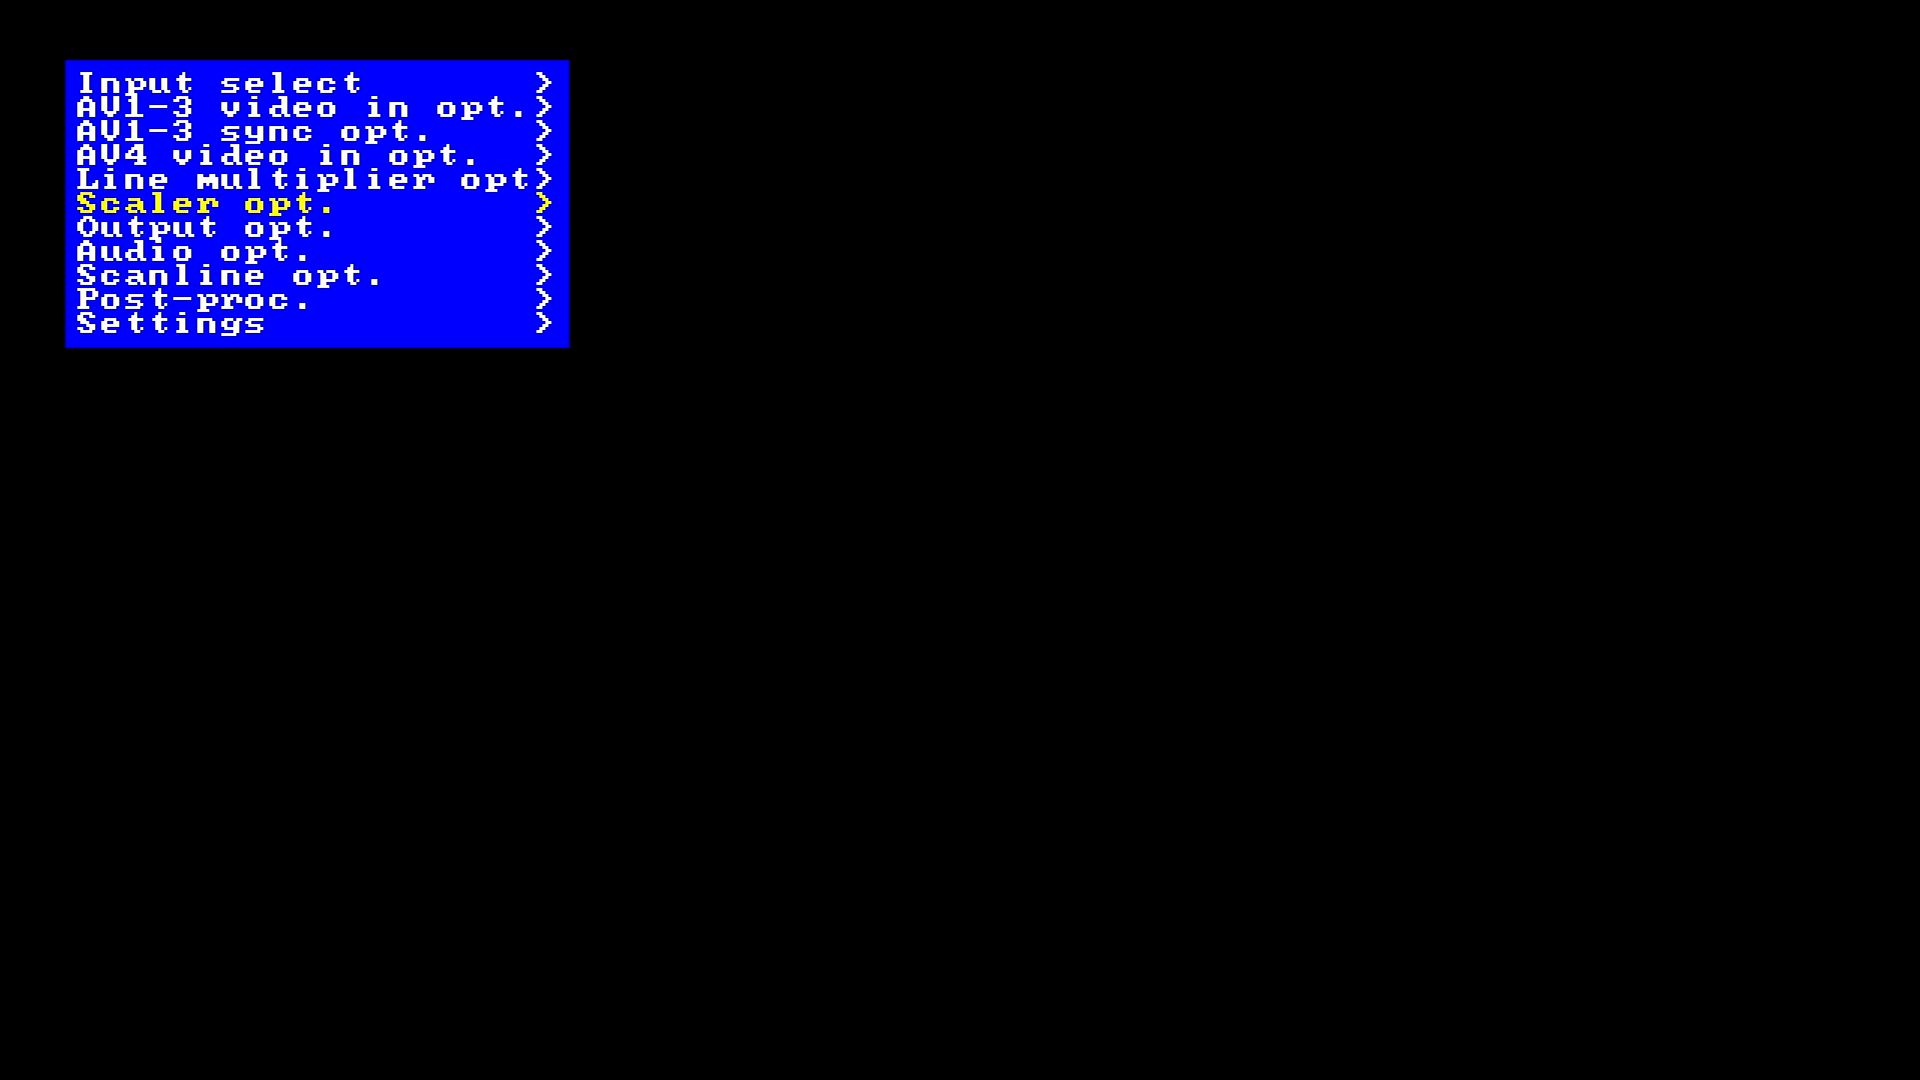 Input select >
AV1-3 video in opt.>
AV1-3 sync opt. >
AV4 video in opt. >
Line multiplier opt>
Scaler opt. >
Output opt. >
Audio opt. >
Scanline opt. >
Post-proc. >
Settings >